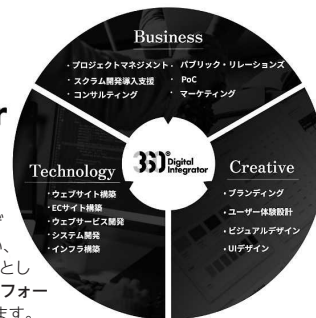 Business
・プロジェクトマネジメント
・スクラム開発導入支援
・コンサルティング
・パブリック・リレーションズ
・PoC
・マーケティング
r
360° Digital
Integrator
Technology
・ウェブサイト構築
・ECサイト構築
・ウェブサービス開発
・システム開発
・インフラ構築
Creative
・ブランディング
・ユーザー体験設計
・ビジュアルデザイン
・UIデザイン
、
とし
フォー
ます。